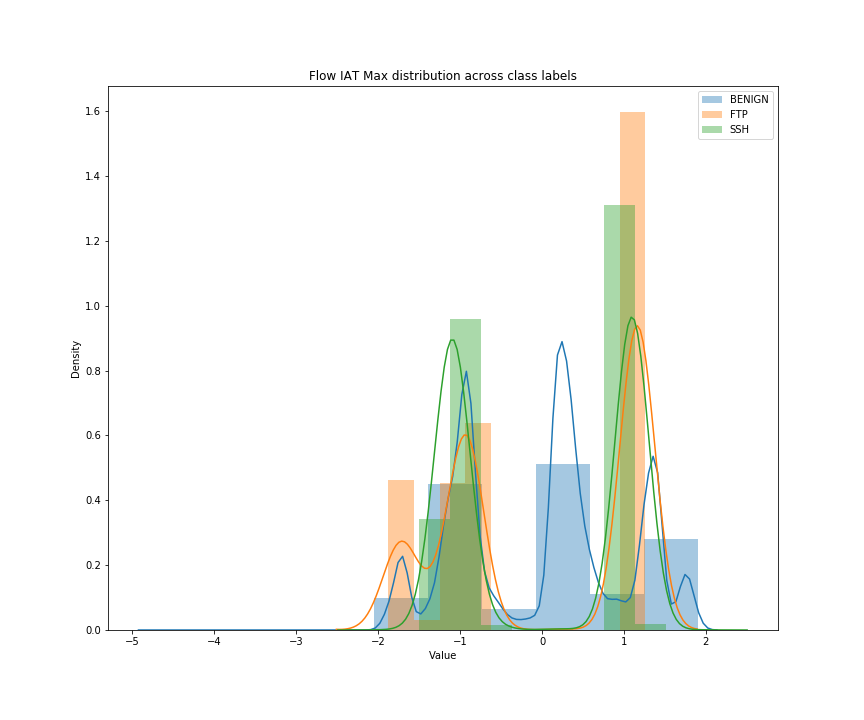 Flow IAT Max distribution across class labels
BENIGN
FTP
SSH
1.6
1.4
1.2
1.0
0.8
0.6
0.4
0.2
0.0
Density
−5 −4 −3 −2 −1 0 1 2
Value